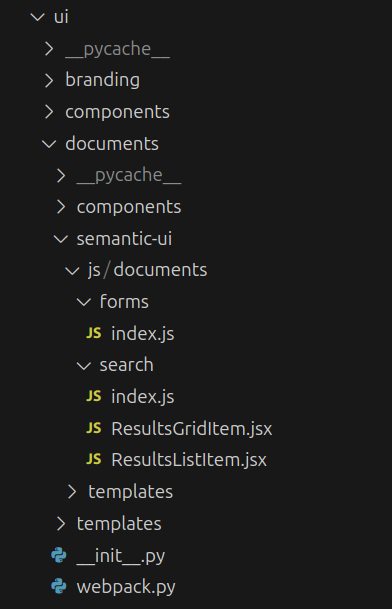 ui
__pycache__
branding
components
documents
__pycache__
components
semantic-ui
js/documents
forms
JS index.js
search
JS index.js
JS ResultsGridItem.jsx
JS ResultsListItem.jsx
templates
templates
__init__.py
webpack.py